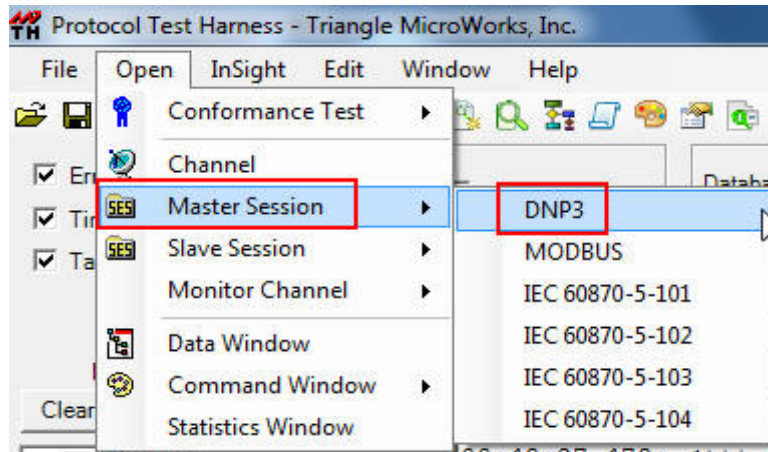 Protocol Test Harness - Triangle MicroWorks, Inc.
File Open InSight Edit Window Help
Conformance Test
Channel
Master Session
Slave Session
Monitor Channel
Data Window
Command Window
Statistics Window
DNP3
MODBUS
IEC 60870-5-101
IEC 60870-5-102
IEC 60870-5-103
IEC 60870-5-104
Clear